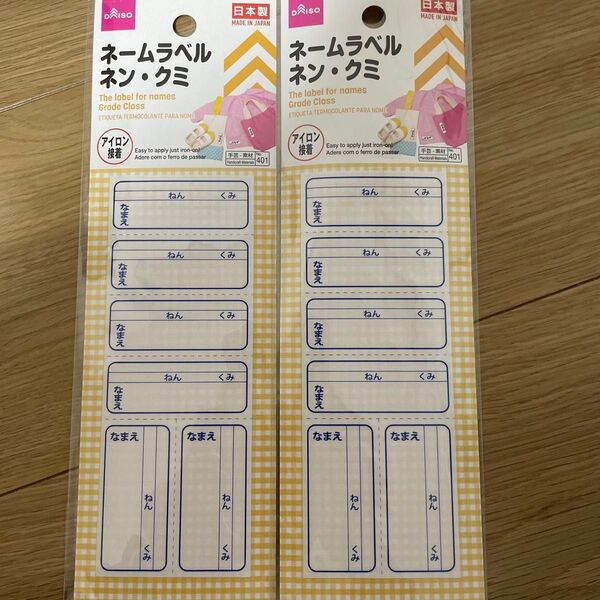 DAISO
日本製
MADE IN JAPAN
ネームラベル
ネン・クミ
The label for names
Grade Class
ETIQUETA TERMOCOLANTE PARA NOME
アイロン
接着
Easy to apply just iron-on!
Adere com o ferro de passar
手芸・素材
Handicraft Materials
No.
401
ねん くみ
なまえ
ねん くみ
なまえ
ねん くみ
なまえ
ねん くみ
なまえ
なまえ
ねん くみ
なまえ
ねん くみ
DAISO
日本製
MADE IN JAPAN
ネームラベル
ネン・クミ
The label for names
Grade Class
ETIQUETA TERMOCOLANTE PARA NOME
アイロン
接着
Easy to apply just iron-on!
Adere com o ferro de passar
手芸・素材
Handicraft Materials
No.
401
ねん くみ
なまえ
ねん くみ
なまえ
ねん くみ
なまえ
ねん くみ
なまえ
なまえ
ねん くみ
なまえ
ねん くみ